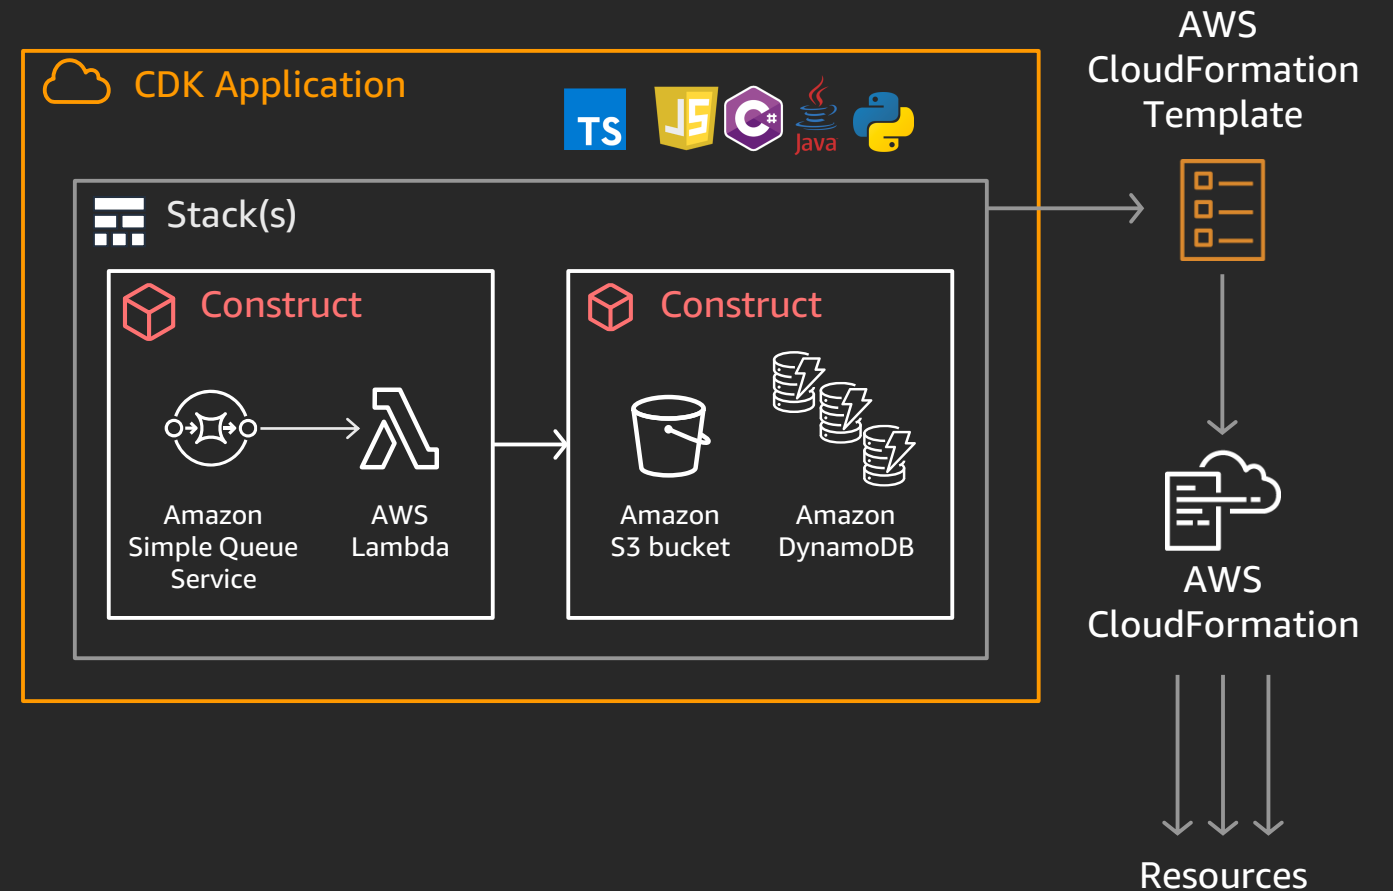 AWS
CloudFormation
Template
CDK Application
TS
JS
C#
Java
Stack(s)
Construct
Construct
Amazon
Simple Queue
Service
AWS
Lambda
Amazon
S3 bucket
Amazon
DynamoDB
AWS
CloudFormation
Resources